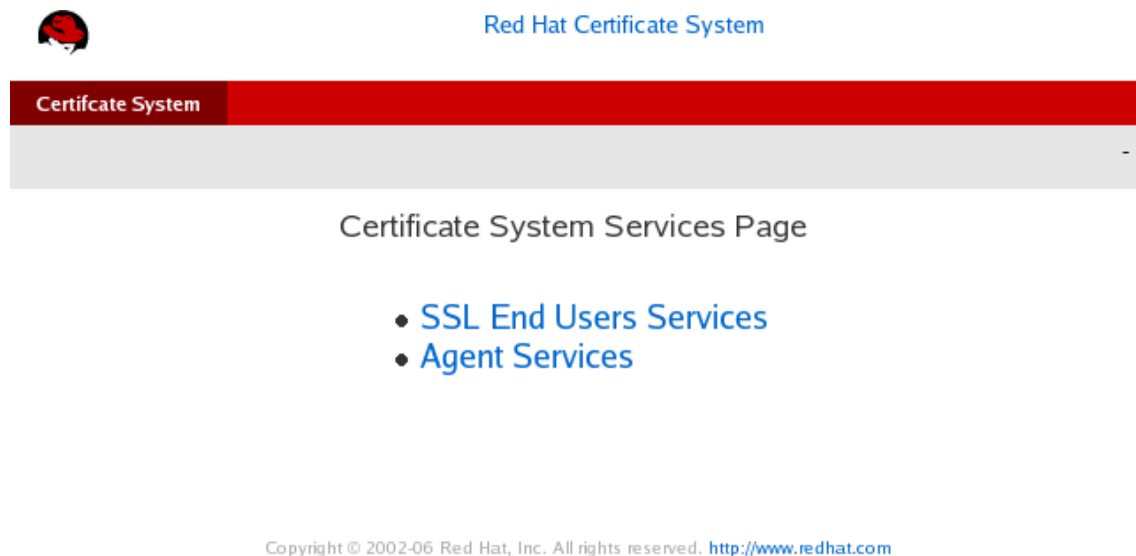 Red Hat Certificate System
Certifcate System
-
Certificate System Services Page
• SSL End Users Services
• Agent Services
Copyright © 2002-06 Red Hat, Inc. All rights reserved. http://www.redhat.com